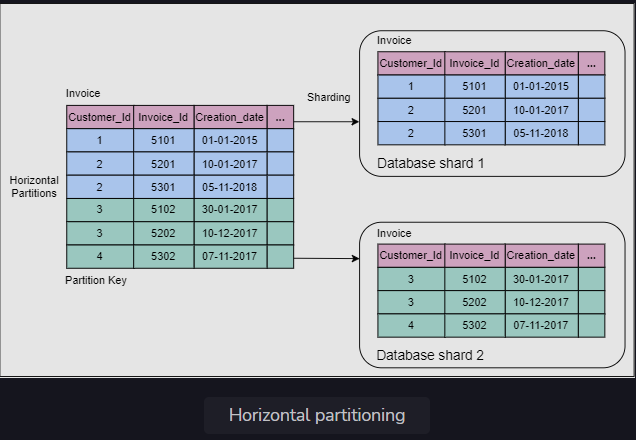 Invoice
Customer_Id Invoice_Id Creation_date ...
1 5101 01-01-2015
2 5201 10-01-2017
2 5301 05-11-2018
3 5102 30-01-2017
3 5202 10-12-2017
4 5302 07-11-2017
Horizontal
Partitions
Partition Key
Sharding
Invoice
Customer_Id Invoice_Id Creation_date ...
1 5101 01-01-2015
2 5201 10-01-2017
2 5301 05-11-2018
Database shard 1
Invoice
Customer_Id Invoice_Id Creation_date ...
3 5102 30-01-2017
3 5202 10-12-2017
4 5302 07-11-2017
Database shard 2
Horizontal partitioning